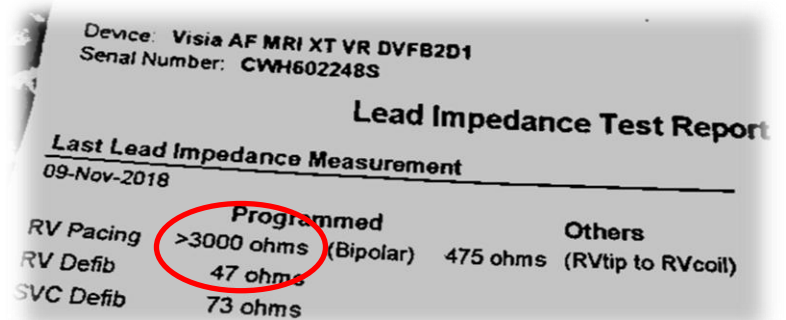 Device: Visia AF MRI XT VR DVFB2D1
Serial Number: CWH602248S
Lead Impedance Test Report
Last Lead Impedance Measurement
09-Nov-2018
Programmed Others
RV Pacing >3000 ohms (Bipolar) 475 ohms (RVtip to RVcoil)
RV Defib 47 ohms
SVC Defib 73 ohms